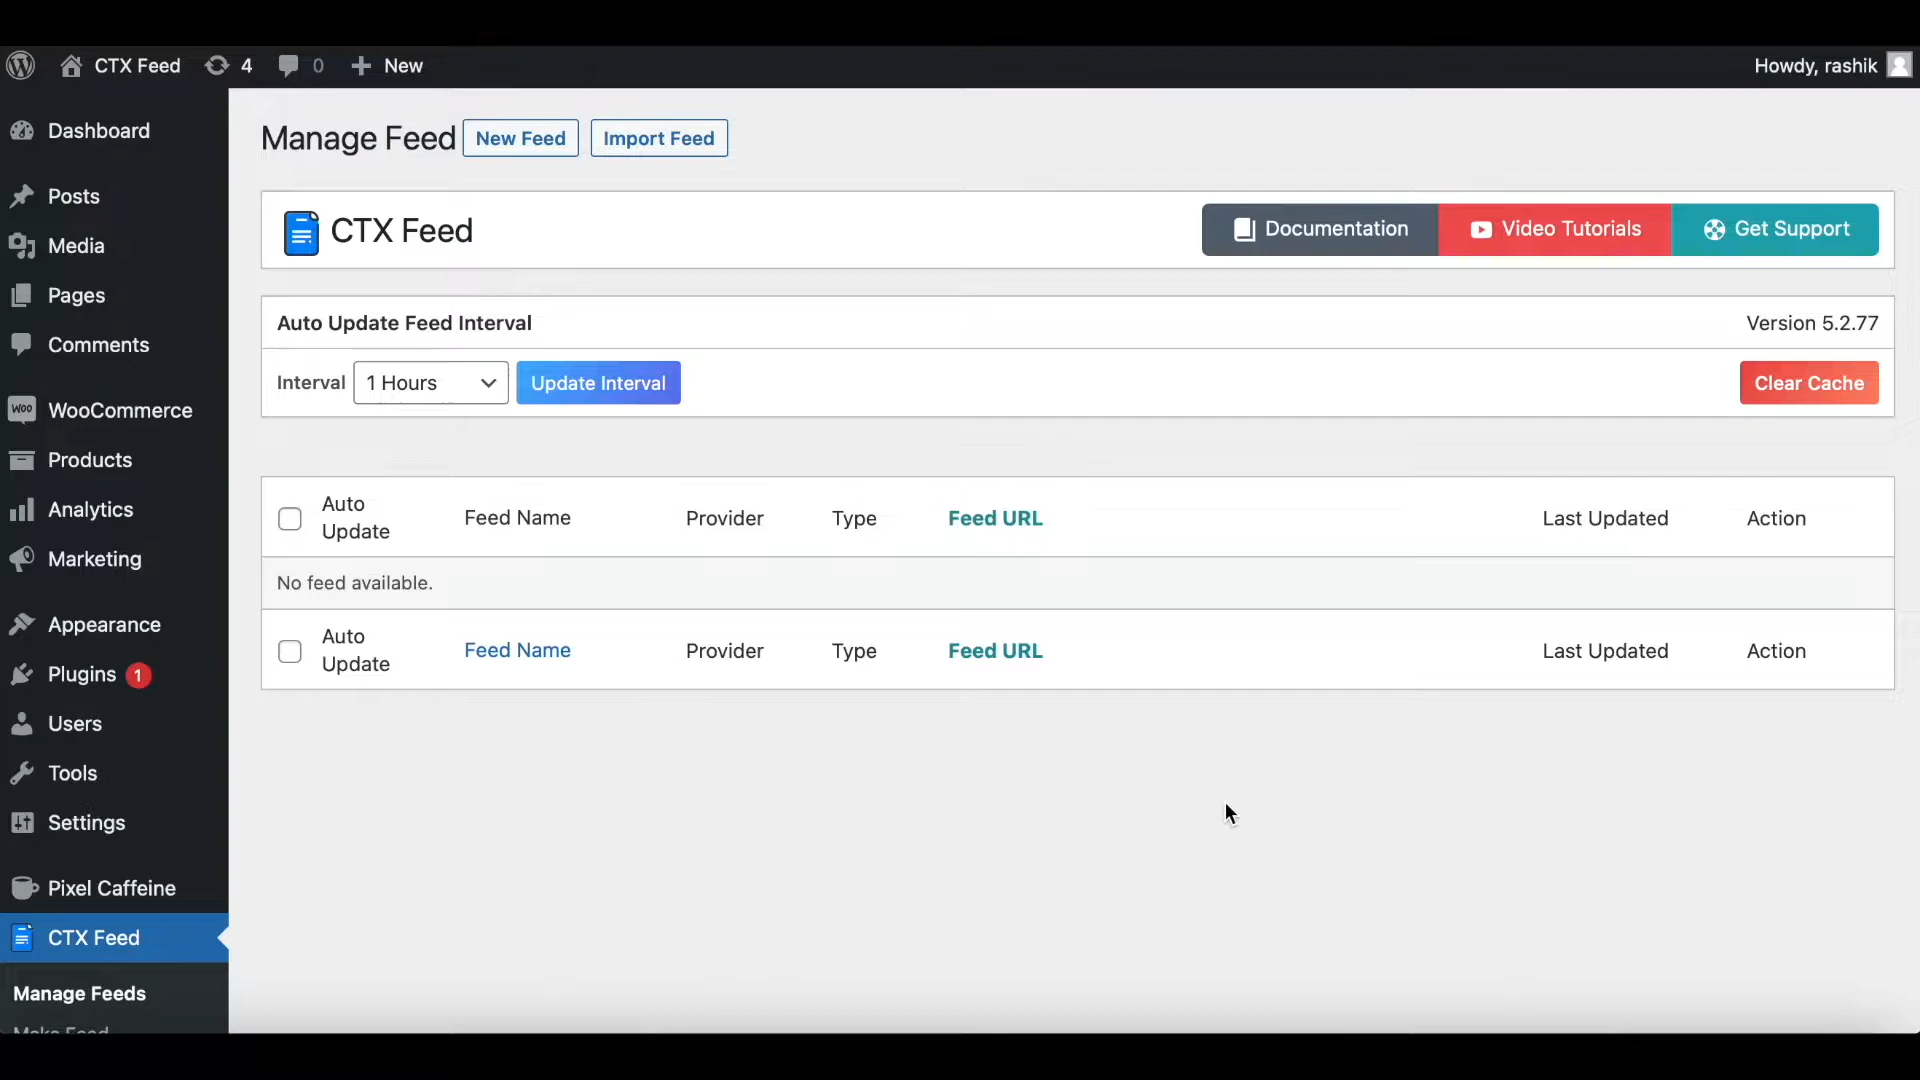 CTX Feed 4 0 New Howdy, rashik
Dashboard
Posts
Media
Pages
Comments
WOO WooCommerce
Products
Analytics
Marketing
Appearance
Plugins 1
Users
Tools
Settings
Pixel Caffeine
CTX Feed
Manage Feeds
Make Feed
Manage Feed New Feed Import Feed
CTX Feed Documentation Video Tutorials Get Support
Auto Update Feed Interval Version 5.2.77
Interval 1 Hours Update Interval Clear Cache
Auto Update Feed Name Provider Type Feed URL Last Updated Action
No feed available.
Auto Update Feed Name Provider Type Feed URL Last Updated Action